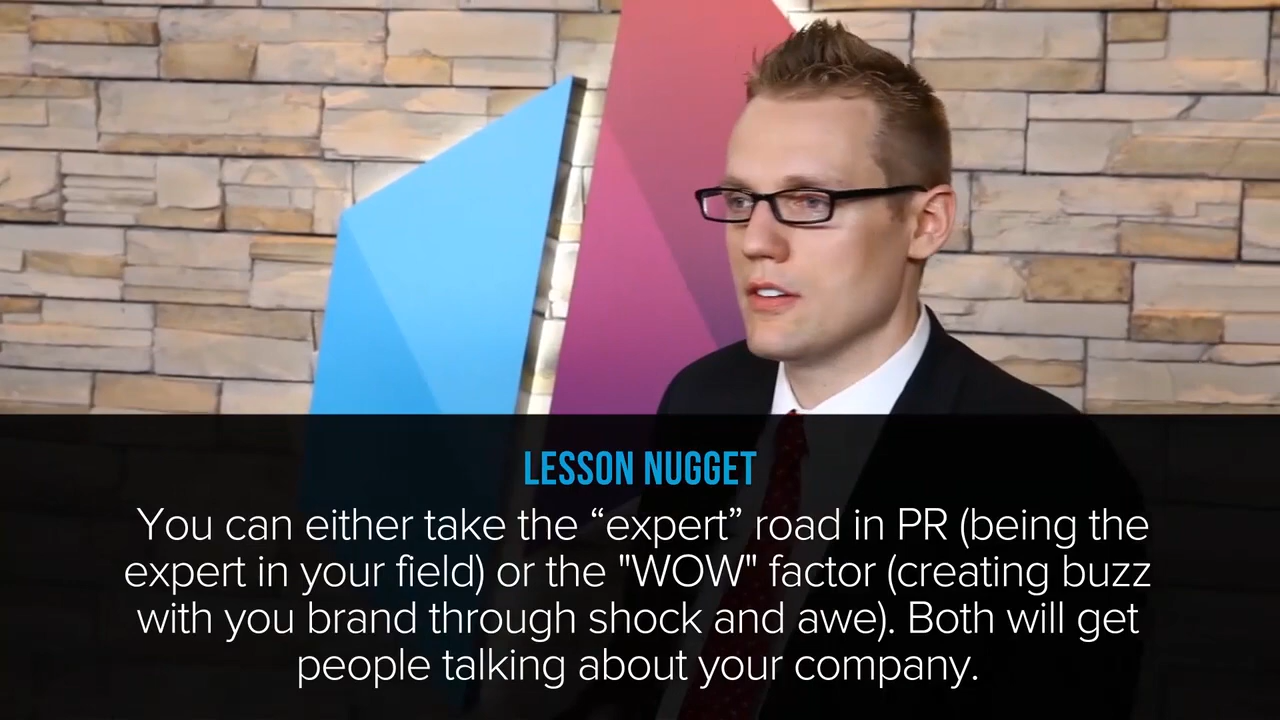 LESSON NUGGET
You can either take the “expert” road in PR (being the
expert in your field) or the "WOW" factor (creating buzz
with you brand through shock and awe). Both will get
people talking about your company.